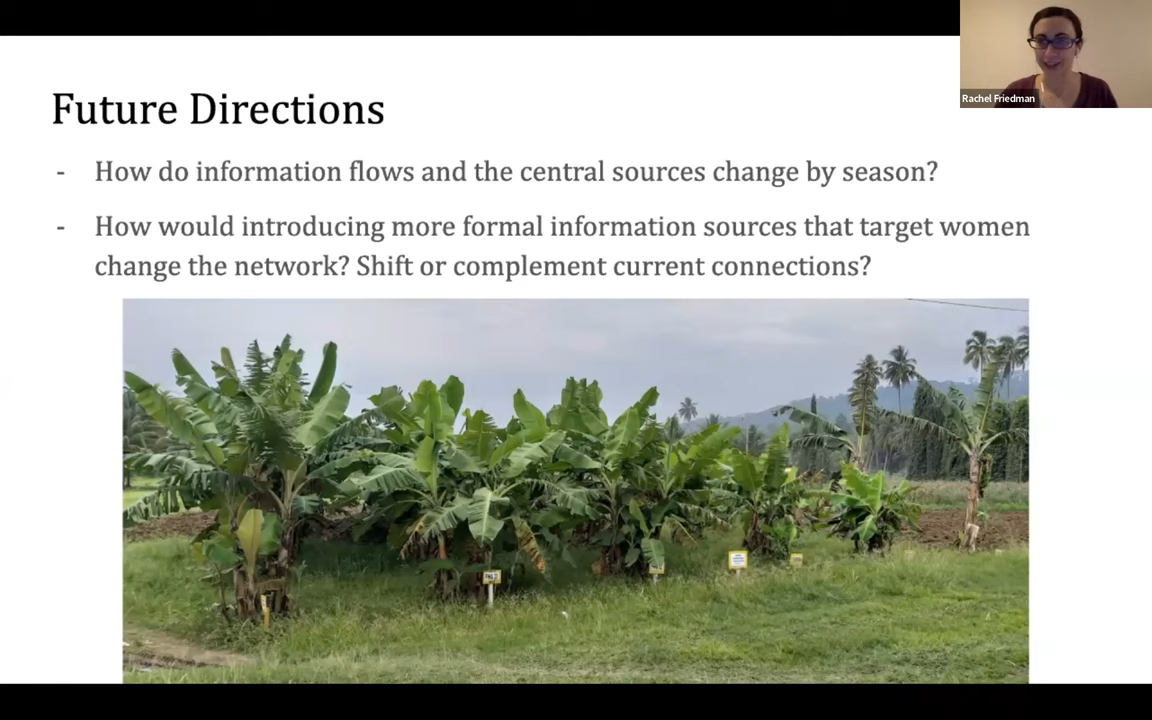 Rachel Friedman
Future Directions
- How do information flows and the central sources change by season?
- How would introducing more formal information sources that target women
change the network? Shift or complement current connections?